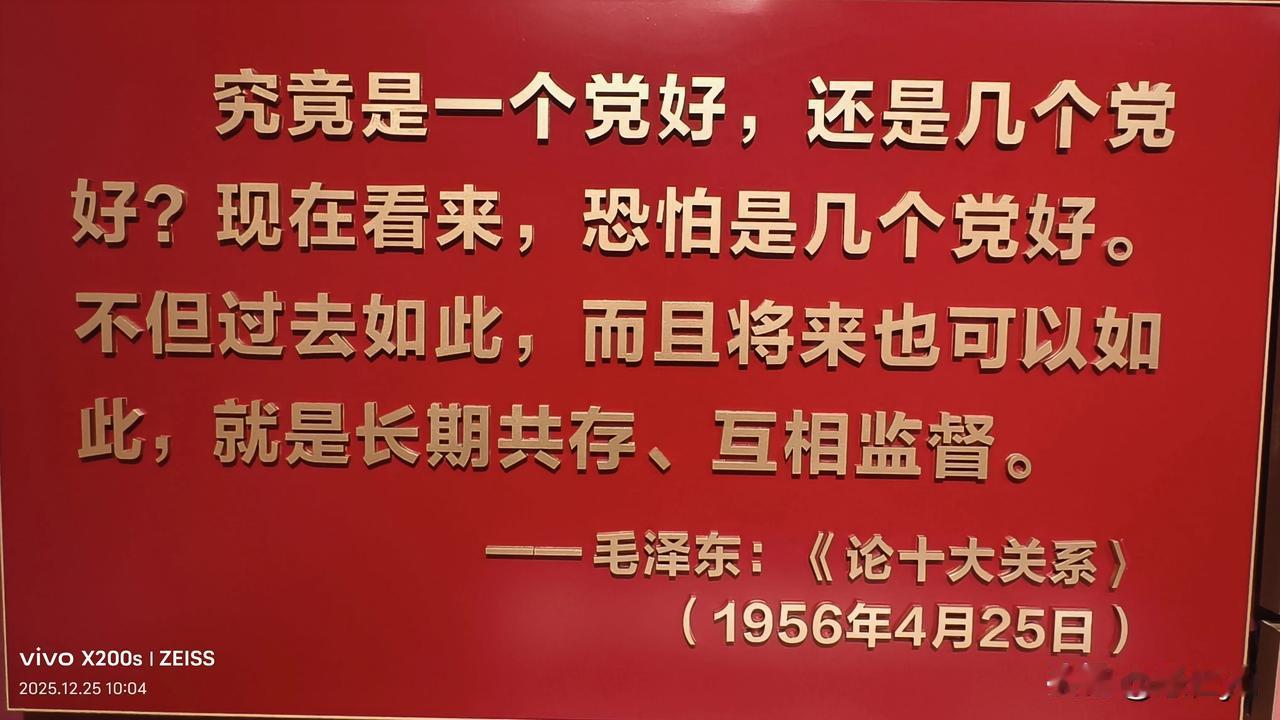 究竟是一个党好，还是几个党
好？现在看来，恐怕是几个党好。
不但过去如此，而且将来也可以如
此，就是长期共存、互相监督。
——毛泽东：《论十大关系》
（1956年4月25日）
vivo X200s | ZEISS
2025.12.25 10:04